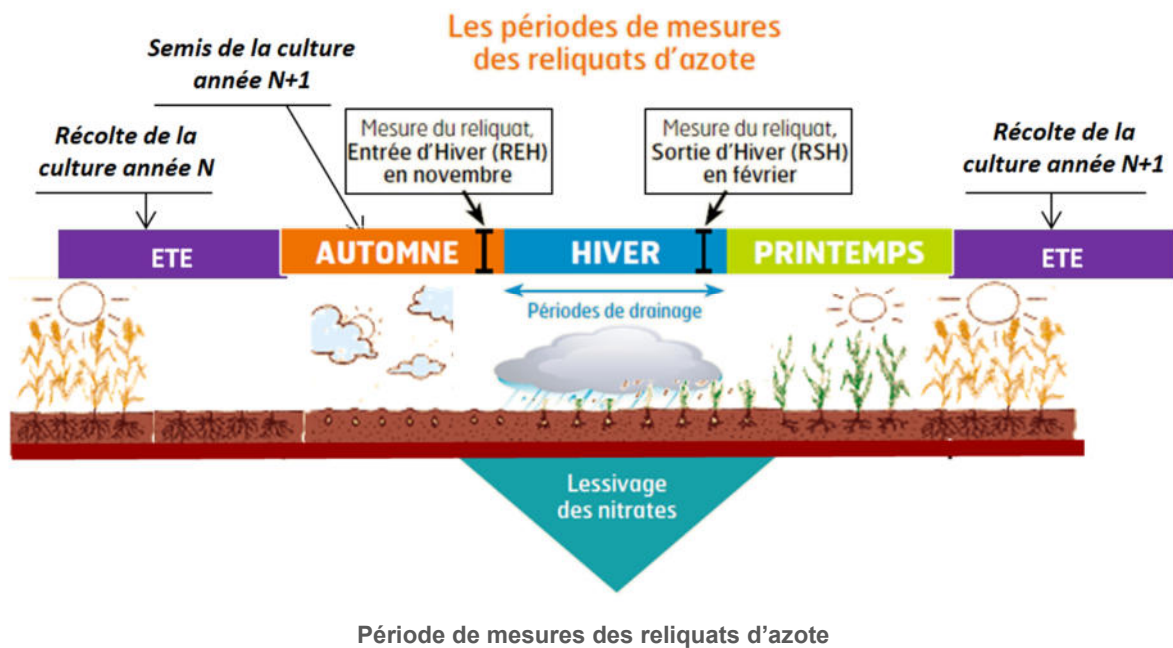 Les périodes de mesures
des reliquats d'azote
Semis de la culture
année N+1
Récolte de la
culture année N
Mesure du reliquat,
Entrée d'Hiver (REH)
en novembre
Mesure du reliquat,
Sortie d'Hiver (RSH)
en février
Récolte de la
culture année N+1
ETE
AUTOMNE
HIVER
PRINTEMPS
ETE
Périodes de drainage
Lessivage
des nitrates
Période de mesures des reliquats d'azote